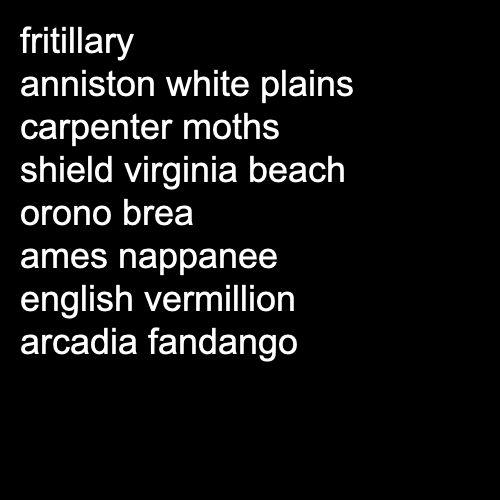 fritillary
anniston white plains
carpenter moths
shield virginia beach
orono brea
ames nappanee
english vermillion
arcadia fandango